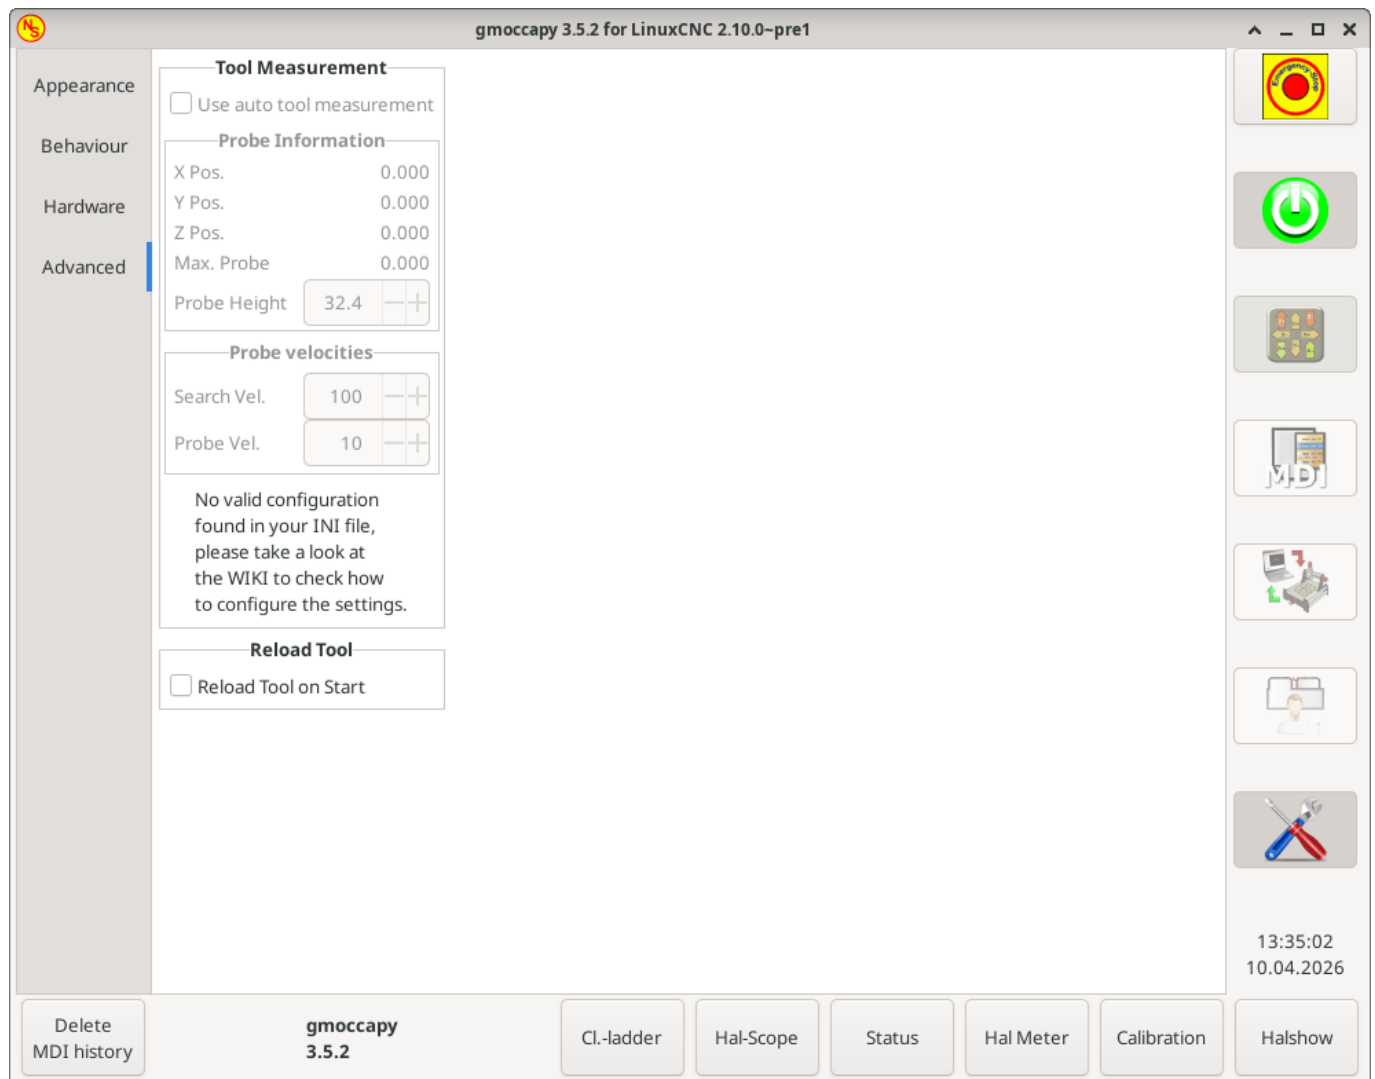 NS
gmoccapy 3.5.2 for LinuxCNC 2.10.0~pre1
Appearance
Behaviour
Hardware
Advanced
Tool Measurement
Use auto tool measurement
Probe Information
X Pos. 0.000
Y Pos. 0.000
Z Pos. 0.000
Max. Probe 0.000
Probe Height 32.4
Probe velocities
Search Vel. 100
Probe Vel. 10
No valid configuration
found in your INI file,
please take a look at
the WIKI to check how
to configure the settings.
Reload Tool
Reload Tool on Start
Emergency-Stop
MDI
13:35:02
10.04.2026
Delete
MDI history
gmoccapy
3.5.2
Cl.-ladder
Hal-Scope
Status
Hal Meter
Calibration
Halshow